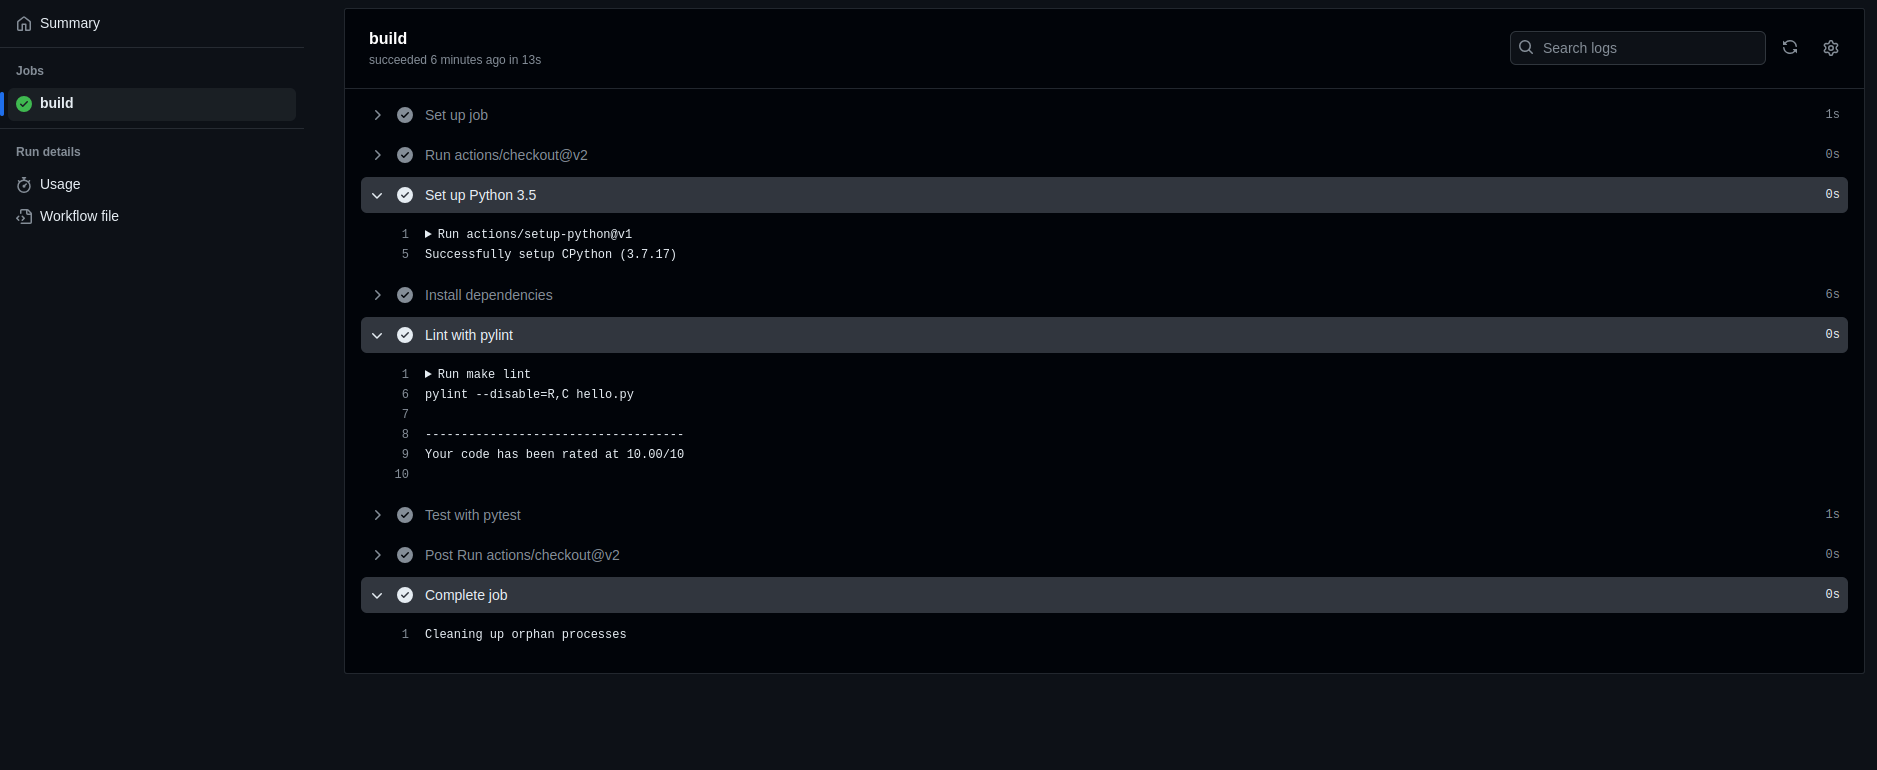 Summary
Jobs
build
Run details
Usage
Workflow file
build
succeeded 6 minutes ago in 13s
Search logs
Set up job 1s
Run actions/checkout@v2 0s
Set up Python 3.5 0s
1 Run actions/setup-python@v1
5 Successfully setup CPython (3.7.17)
Install dependencies 6s
Lint with pylint 0s
1 Run make lint
6 pylint --disable=R,C hello.py
7
8 ------------------------------------
9 Your code has been rated at 10.00/10
10
Test with pytest 1s
Post Run actions/checkout@v2 0s
Complete job 0s
1 Cleaning up orphan processes